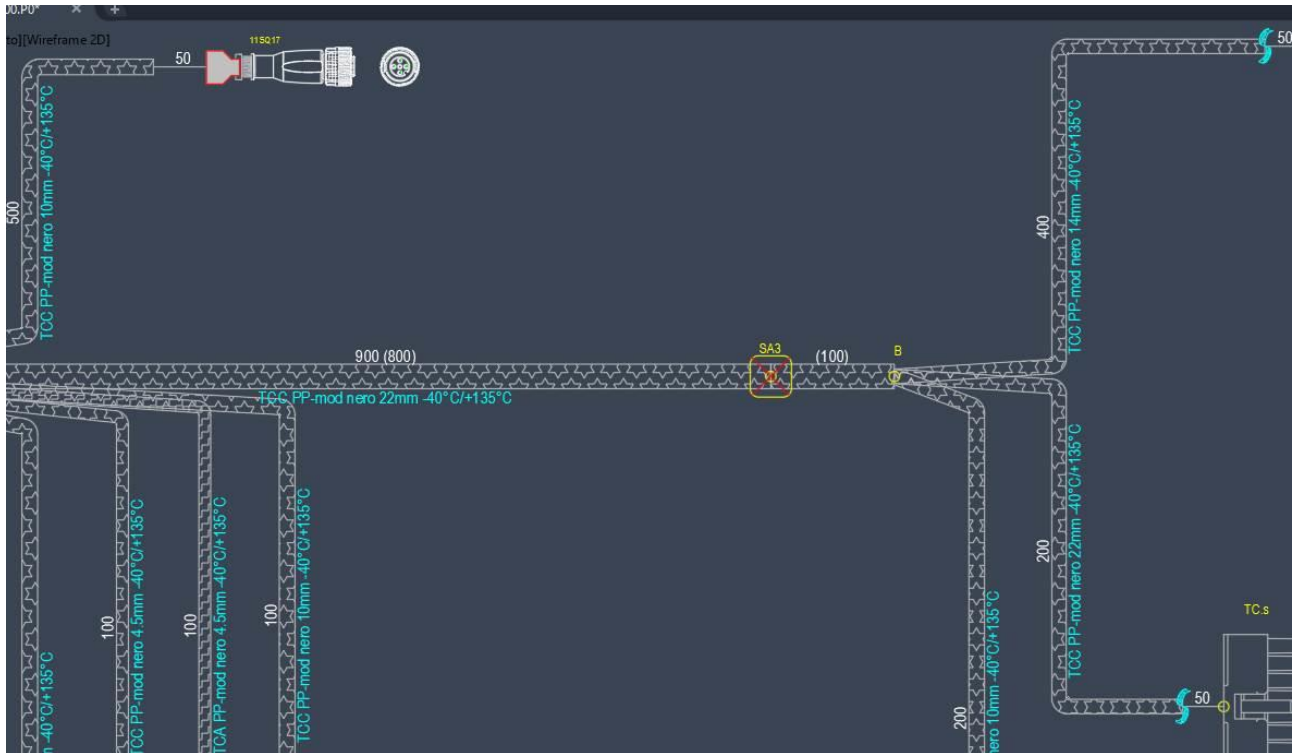 00.P0*
to][Wireframe 2D]
11SQ17
50
50
TCC PP-mod nero 10mm -40°C/+135°C
500
TCC PP-mod nero 14mm -40°C/+135°C
400
900 (800)
SA3
(100)
B
TCC PP-mod nero 22mm -40°C/+135°C
TCC PP-mod nero 22mm -40°C/+135°C
200
TCC PP-mod nero 4.5mm -40°C/+135°C
100
TCA PP-mod nero 4.5mm -40°C/+135°C
100
TCC PP-mod nero 10mm -40°C/+135°C
100
m -40°C/+135°C
nero 10mm -40°C/+135°C
200
TC.s
50